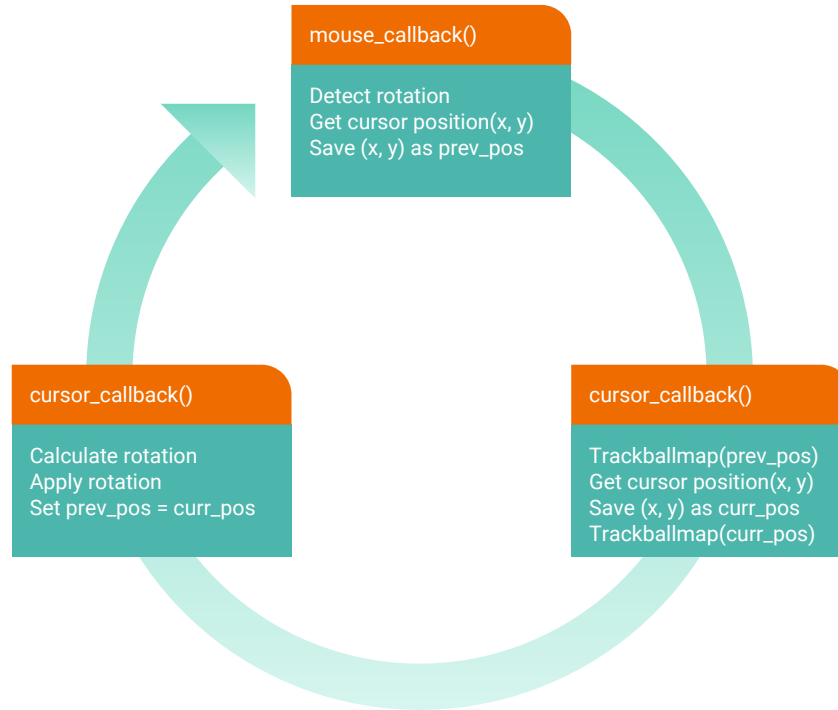 mouse_callback()
Detect rotation
Get cursor position(x, y)
Save (x, y) as prev_pos
cursor_callback()
Trackballmap(prev_pos)
Get cursor position(x, y)
Save (x, y) as curr_pos
Trackballmap(curr_pos)
cursor_callback()
Calculate rotation
Apply rotation
Set prev_pos = curr_pos